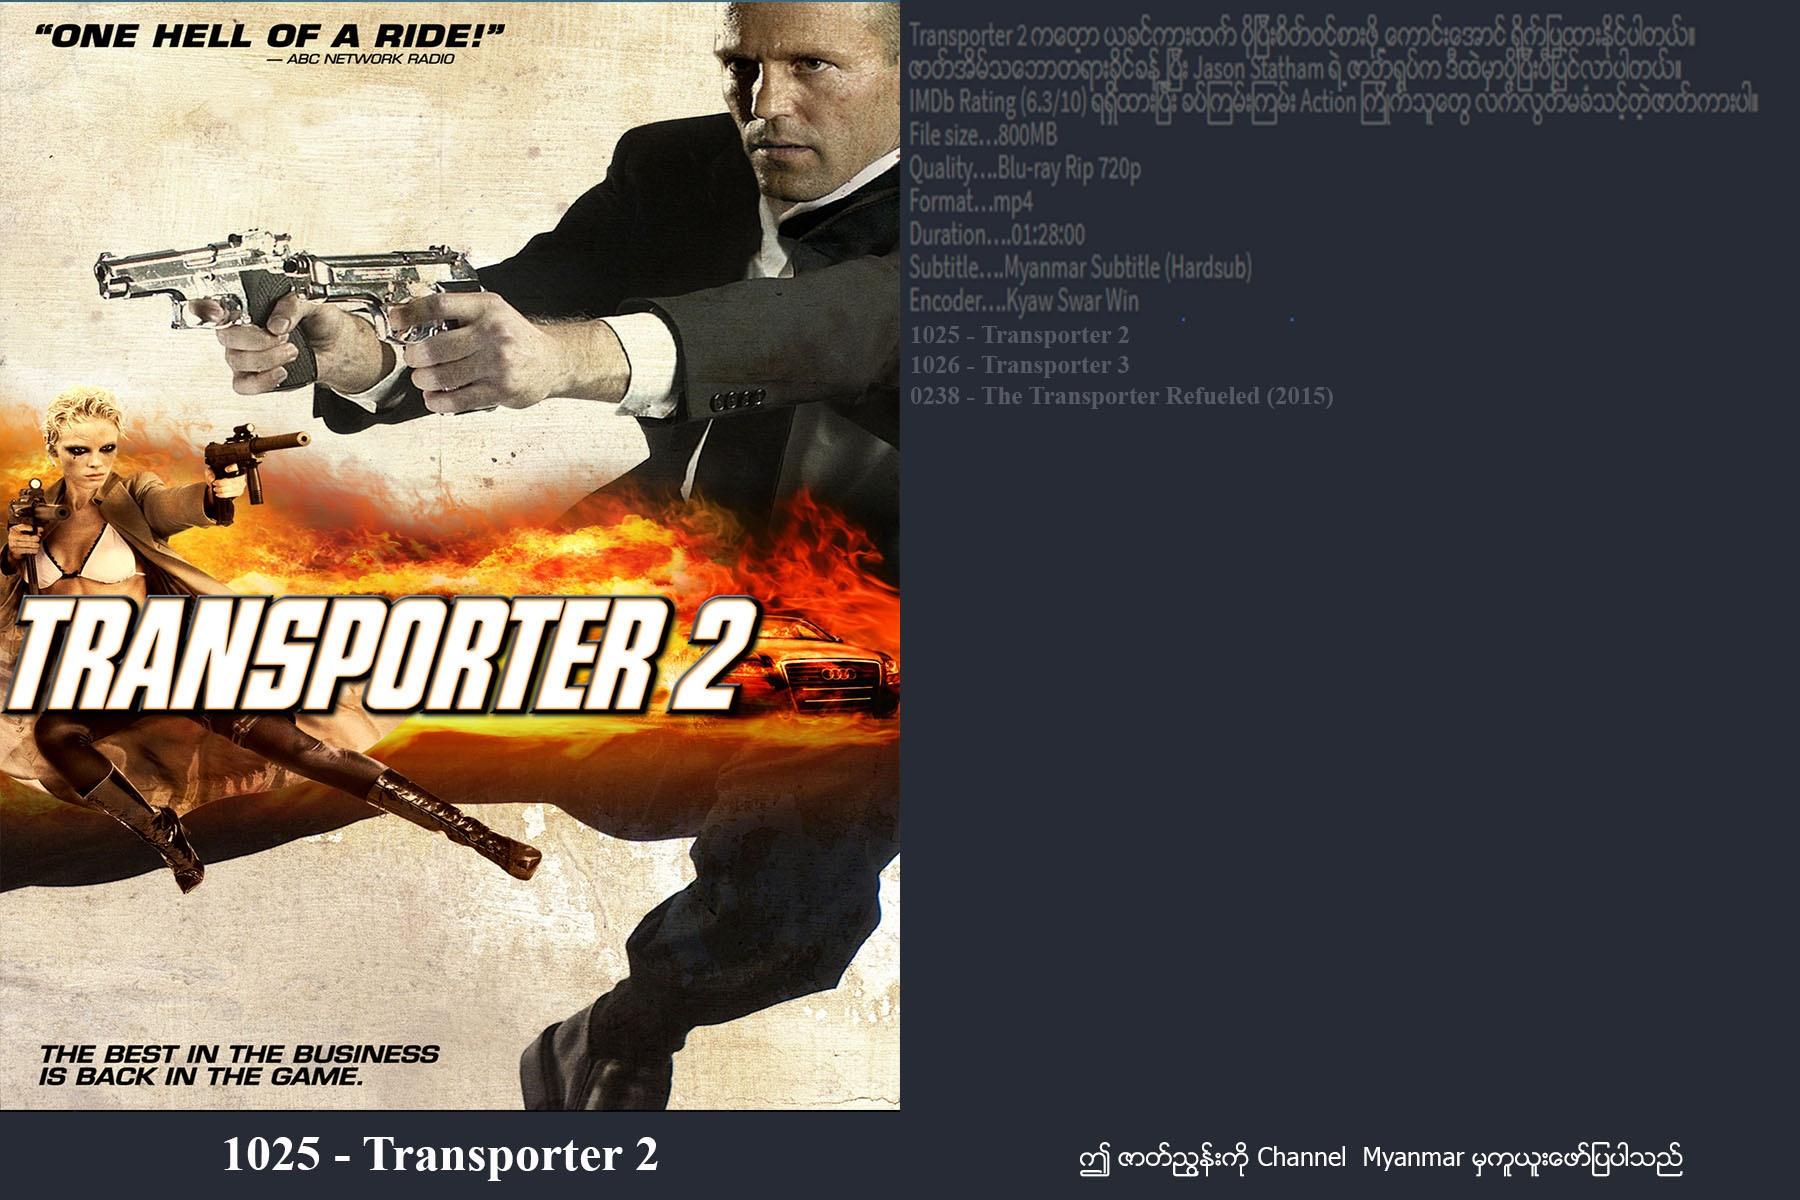 “ONE HELL OF A RIDE!”
— ABC NETWORK RADIO
TRANSPORTER 2
THE BEST IN THE BUSINESS
IS BACK IN THE GAME.
1025 - Transporter 2
Transporter 2 ကတော့ ယခင်ကားထက် ပိုပြီးစိတ်ဝင်စားဖို့ ကောင်းအောင် ရိုက်ပြထားနိုင်ပါတယ်။
ဇာတ်အိမ်သဘောတရားခိုင်ခန့် ပြီး Jason Statham ရဲ့ ဇာတ်ရုပ်က ဒီထဲမှာပိုပြီးပီပြင်လာပါတယ်။
IMDb Rating (6.3/10) ရရှိထားပြီး ခပ်ကြမ်းကြမ်း Action ကြိုက်သူတွေ လက်လွတ်မခံသင့်တဲ့ဇာတ်ကားပါ။
File size…800MB
Quality….Blu-ray Rip 720p
Format…mp4
Duration….01:28:00
Subtitle….Myanmar Subtitle (Hardsub)
Encoder….Kyaw Swar Win
1025 - Transporter 2
1026 - Transporter 3
0238 - The Transporter Refueled (2015)
ဤ ဇာတ်ညွှန်းကို Channel  Myanmar မှကူယူးဖော်ပြပါသည်